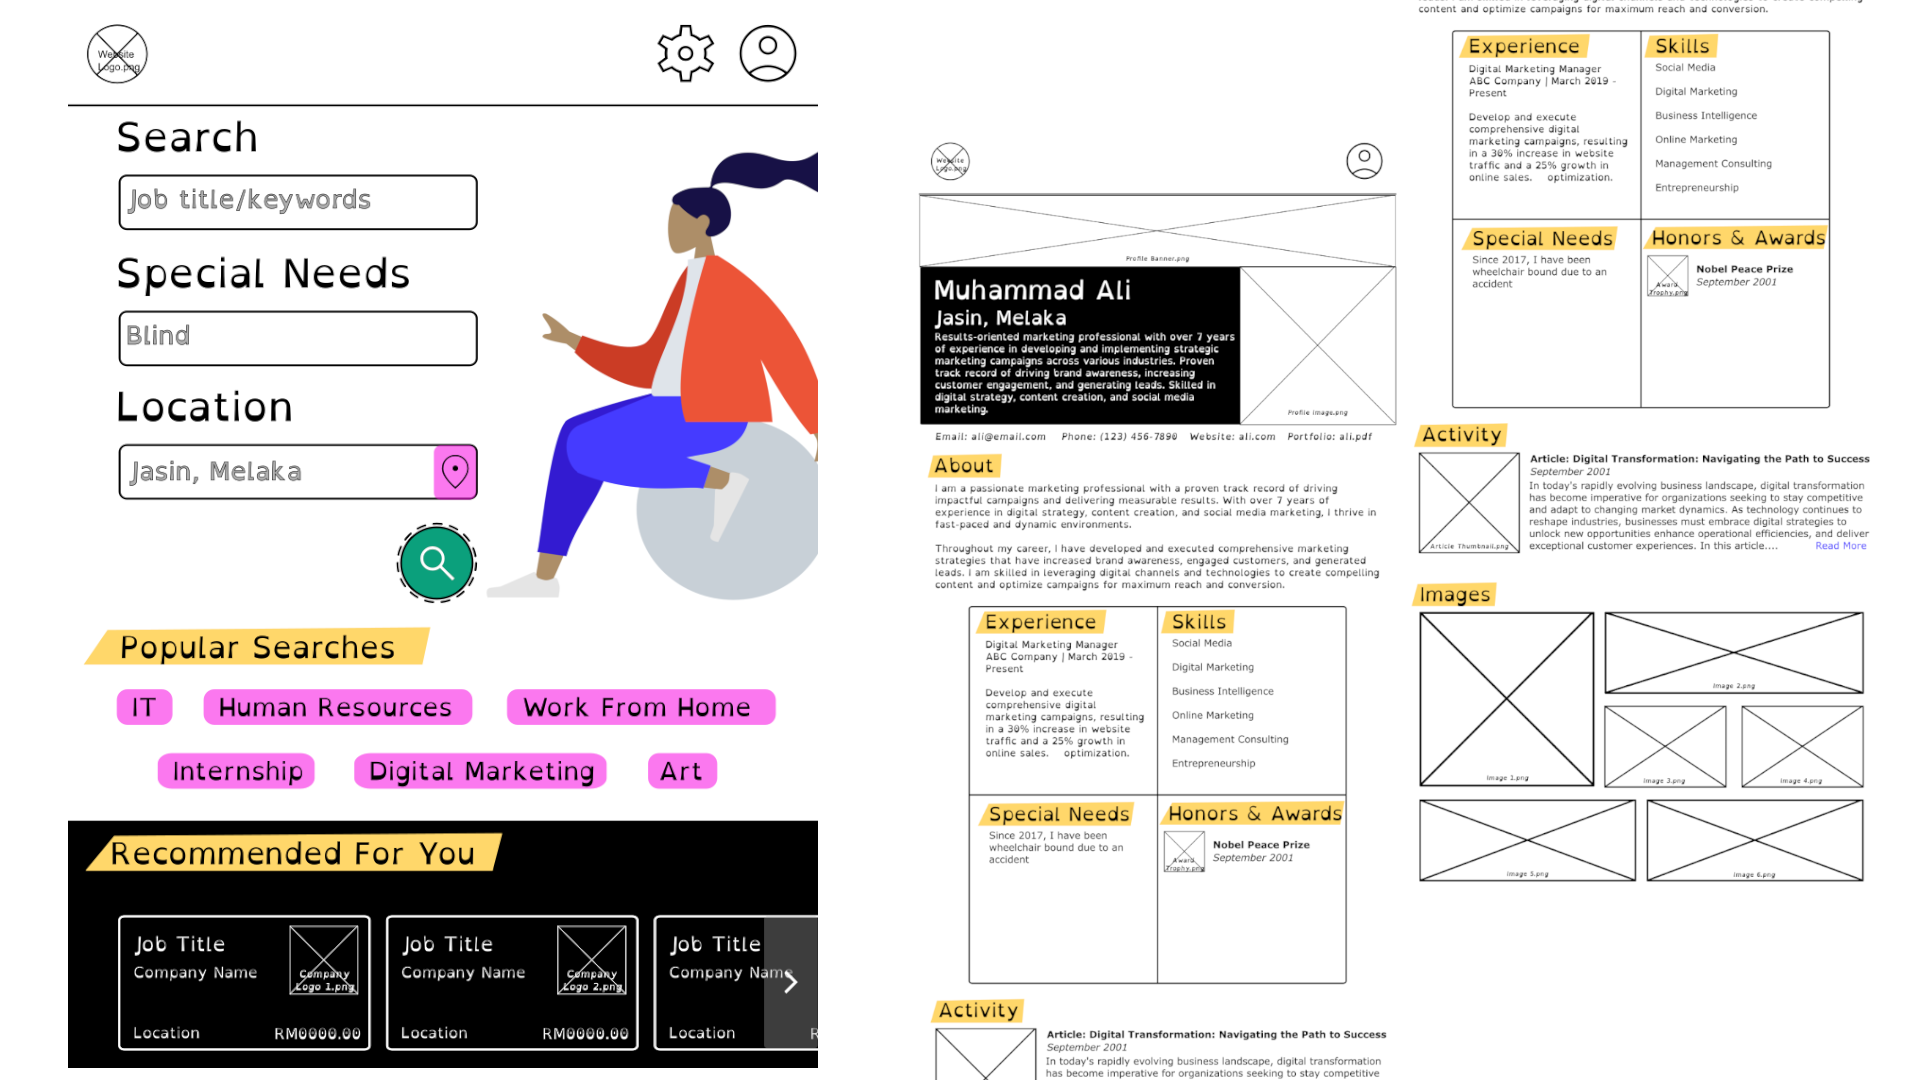 Website
Logo.png
Search
Job title/keywords
Special Needs
Blind
Location
Jasin, Melaka
Popular Searches
IT
Human Resources
Work From Home
Internship
Digital Marketing
Art
Recommended For You
Job Title
Company Name
Company
Logo 1.png
Location
RM0000.00
Job Title
Company Name
Company
Logo 2.png
Location
RM0000.00
Job Title
Company Name
Location
R
Website
Logo.png
Profile Banner.png
Muhammad Ali
Jasin, Melaka
Results-oriented marketing professional with over 7 years
of experience in developing and implementing strategic
marketing campaigns across various industries. Proven
track record of driving brand awareness, increasing
customer engagement, and generating leads. Skilled in
digital strategy, content creation, and social media
marketing.
Profile Image.png
Email: ali@email.com Phone: (123) 456-7890 Website: ali.com Portfolio: ali.pdf
About
I am a passionate marketing professional with a proven track record of driving
impactful campaigns and delivering measurable results. With over 7 years of
experience in digital strategy, content creation, and social media marketing, I thrive in
fast-paced and dynamic environments.
Throughout my career, I have developed and executed comprehensive marketing
strategies that have increased brand awareness, engaged customers, and generated
leads. I am skilled in leveraging digital channels and technologies to create compelling
content and optimize campaigns for maximum reach and conversion.
Experience
Digital Marketing Manager
ABC Company | March 2019 -
Present
Develop and execute
comprehensive digital
marketing campaigns, resulting
in a 30% increase in website
traffic and a 25% growth in
online sales. optimization.
Skills
Social Media
Digital Marketing
Business Intelligence
Online Marketing
Management Consulting
Entrepreneurship
Special Needs
Since 2017, I have been
wheelchair bound due to an
accident
Honors & Awards
Award
Trophy.png
Nobel Peace Prize
September 2001
Activity
Article: Digital Transformation: Navigating the Path to Success
September 2001
In today's rapidly evolving business landscape, digital transformation
has become imperative for organizations seeking to stay competitive
content and optimize campaigns for maximum reach and conversion.
Experience
Digital Marketing Manager
ABC Company | March 2019 -
Present
Develop and execute
comprehensive digital
marketing campaigns, resulting
in a 30% increase in website
traffic and a 25% growth in
online sales. optimization.
Skills
Social Media
Digital Marketing
Business Intelligence
Online Marketing
Management Consulting
Entrepreneurship
Special Needs
Since 2017, I have been
wheelchair bound due to an
accident
Honors & Awards
Award
Trophy.png
Nobel Peace Prize
September 2001
Activity
Article Thumbnail.png
Article: Digital Transformation: Navigating the Path to Success
September 2001
In today's rapidly evolving business landscape, digital transformation
has become imperative for organizations seeking to stay competitive
and adapt to changing market dynamics. As technology continues to
reshape industries, businesses must embrace digital strategies to
unlock new opportunities enhance operational efficiencies, and deliver
exceptional customer experiences. In this article.... Read More
Images
Image 1.png
Image 2.png
Image 3.png
Image 4.png
Image 5.png
Image 6.png